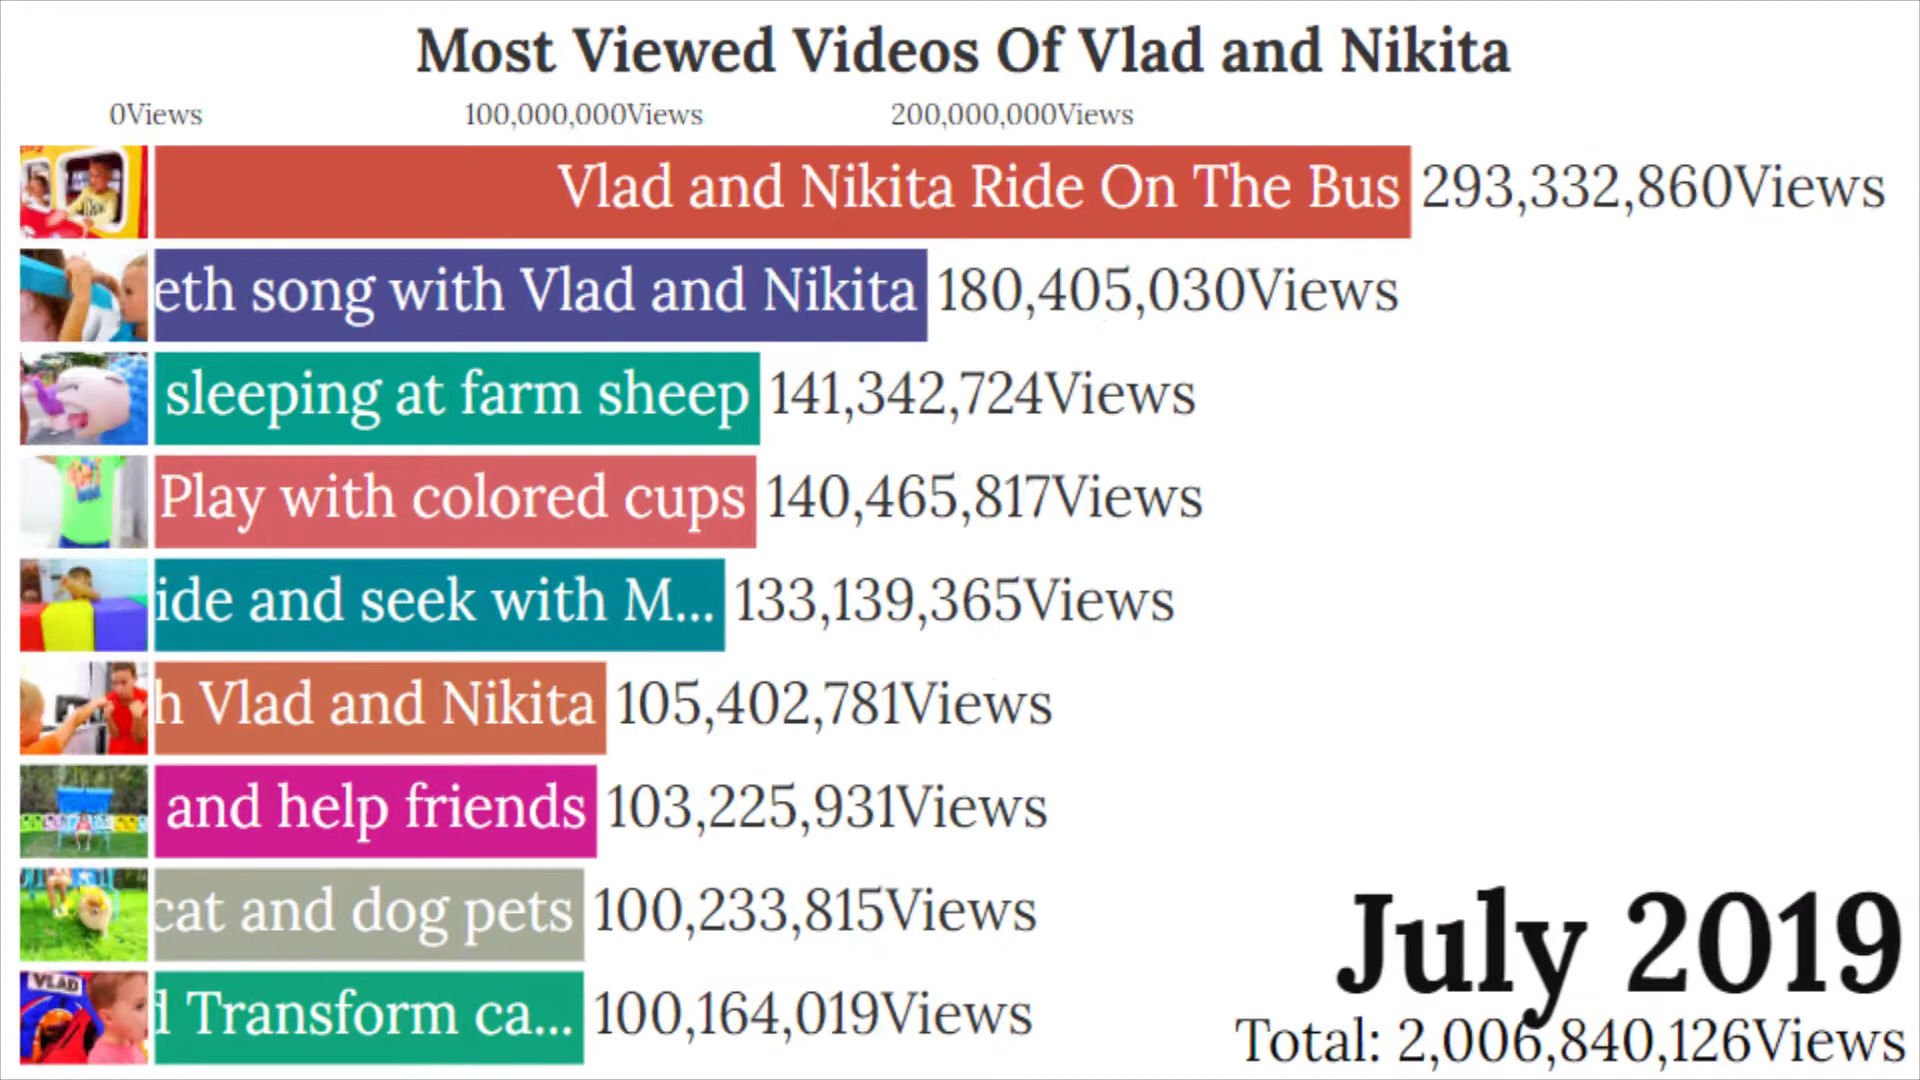 Most Viewed Videos Of Vlad and Nikita
0Views 100,000,000Views 200,000,000Views
Vlad and Nikita Ride On The Bus 293,332,860Views
eth song with Vlad and Nikita 180,405,030Views
sleeping at farm sheep 141,342,724Views
Play with colored cups 140,465,817Views
ide and seek with M... 133,139,365Views
h Vlad and Nikita 105,402,781Views
and help friends 103,225,931Views
cat and dog pets 100,233,815Views
VLAD
d Transform ca... 100,164,019Views
July 2019
Total: 2,006,840,126Views